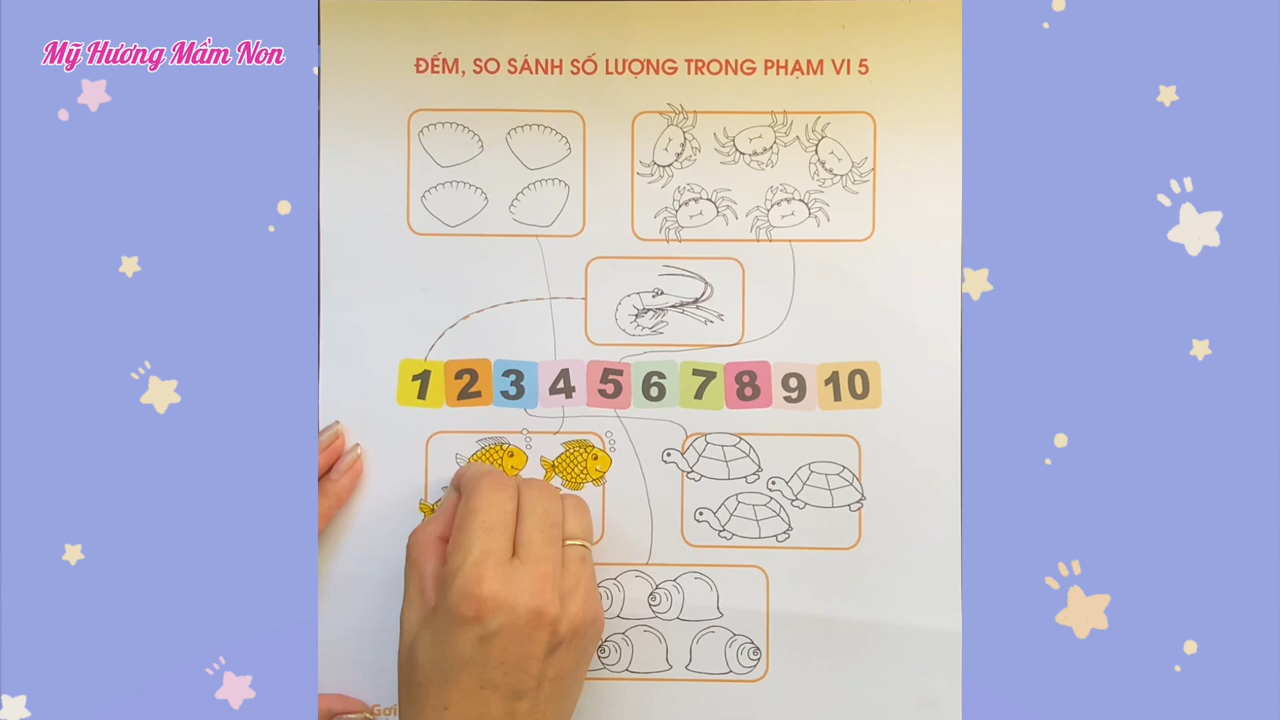 Mỹ Hương Mầm Non
ĐẾM, SO SÁNH SỐ LƯỢNG TRONG PHẠM VI 5
1 2 3 4 5 6 7 8 9 10
Gợi